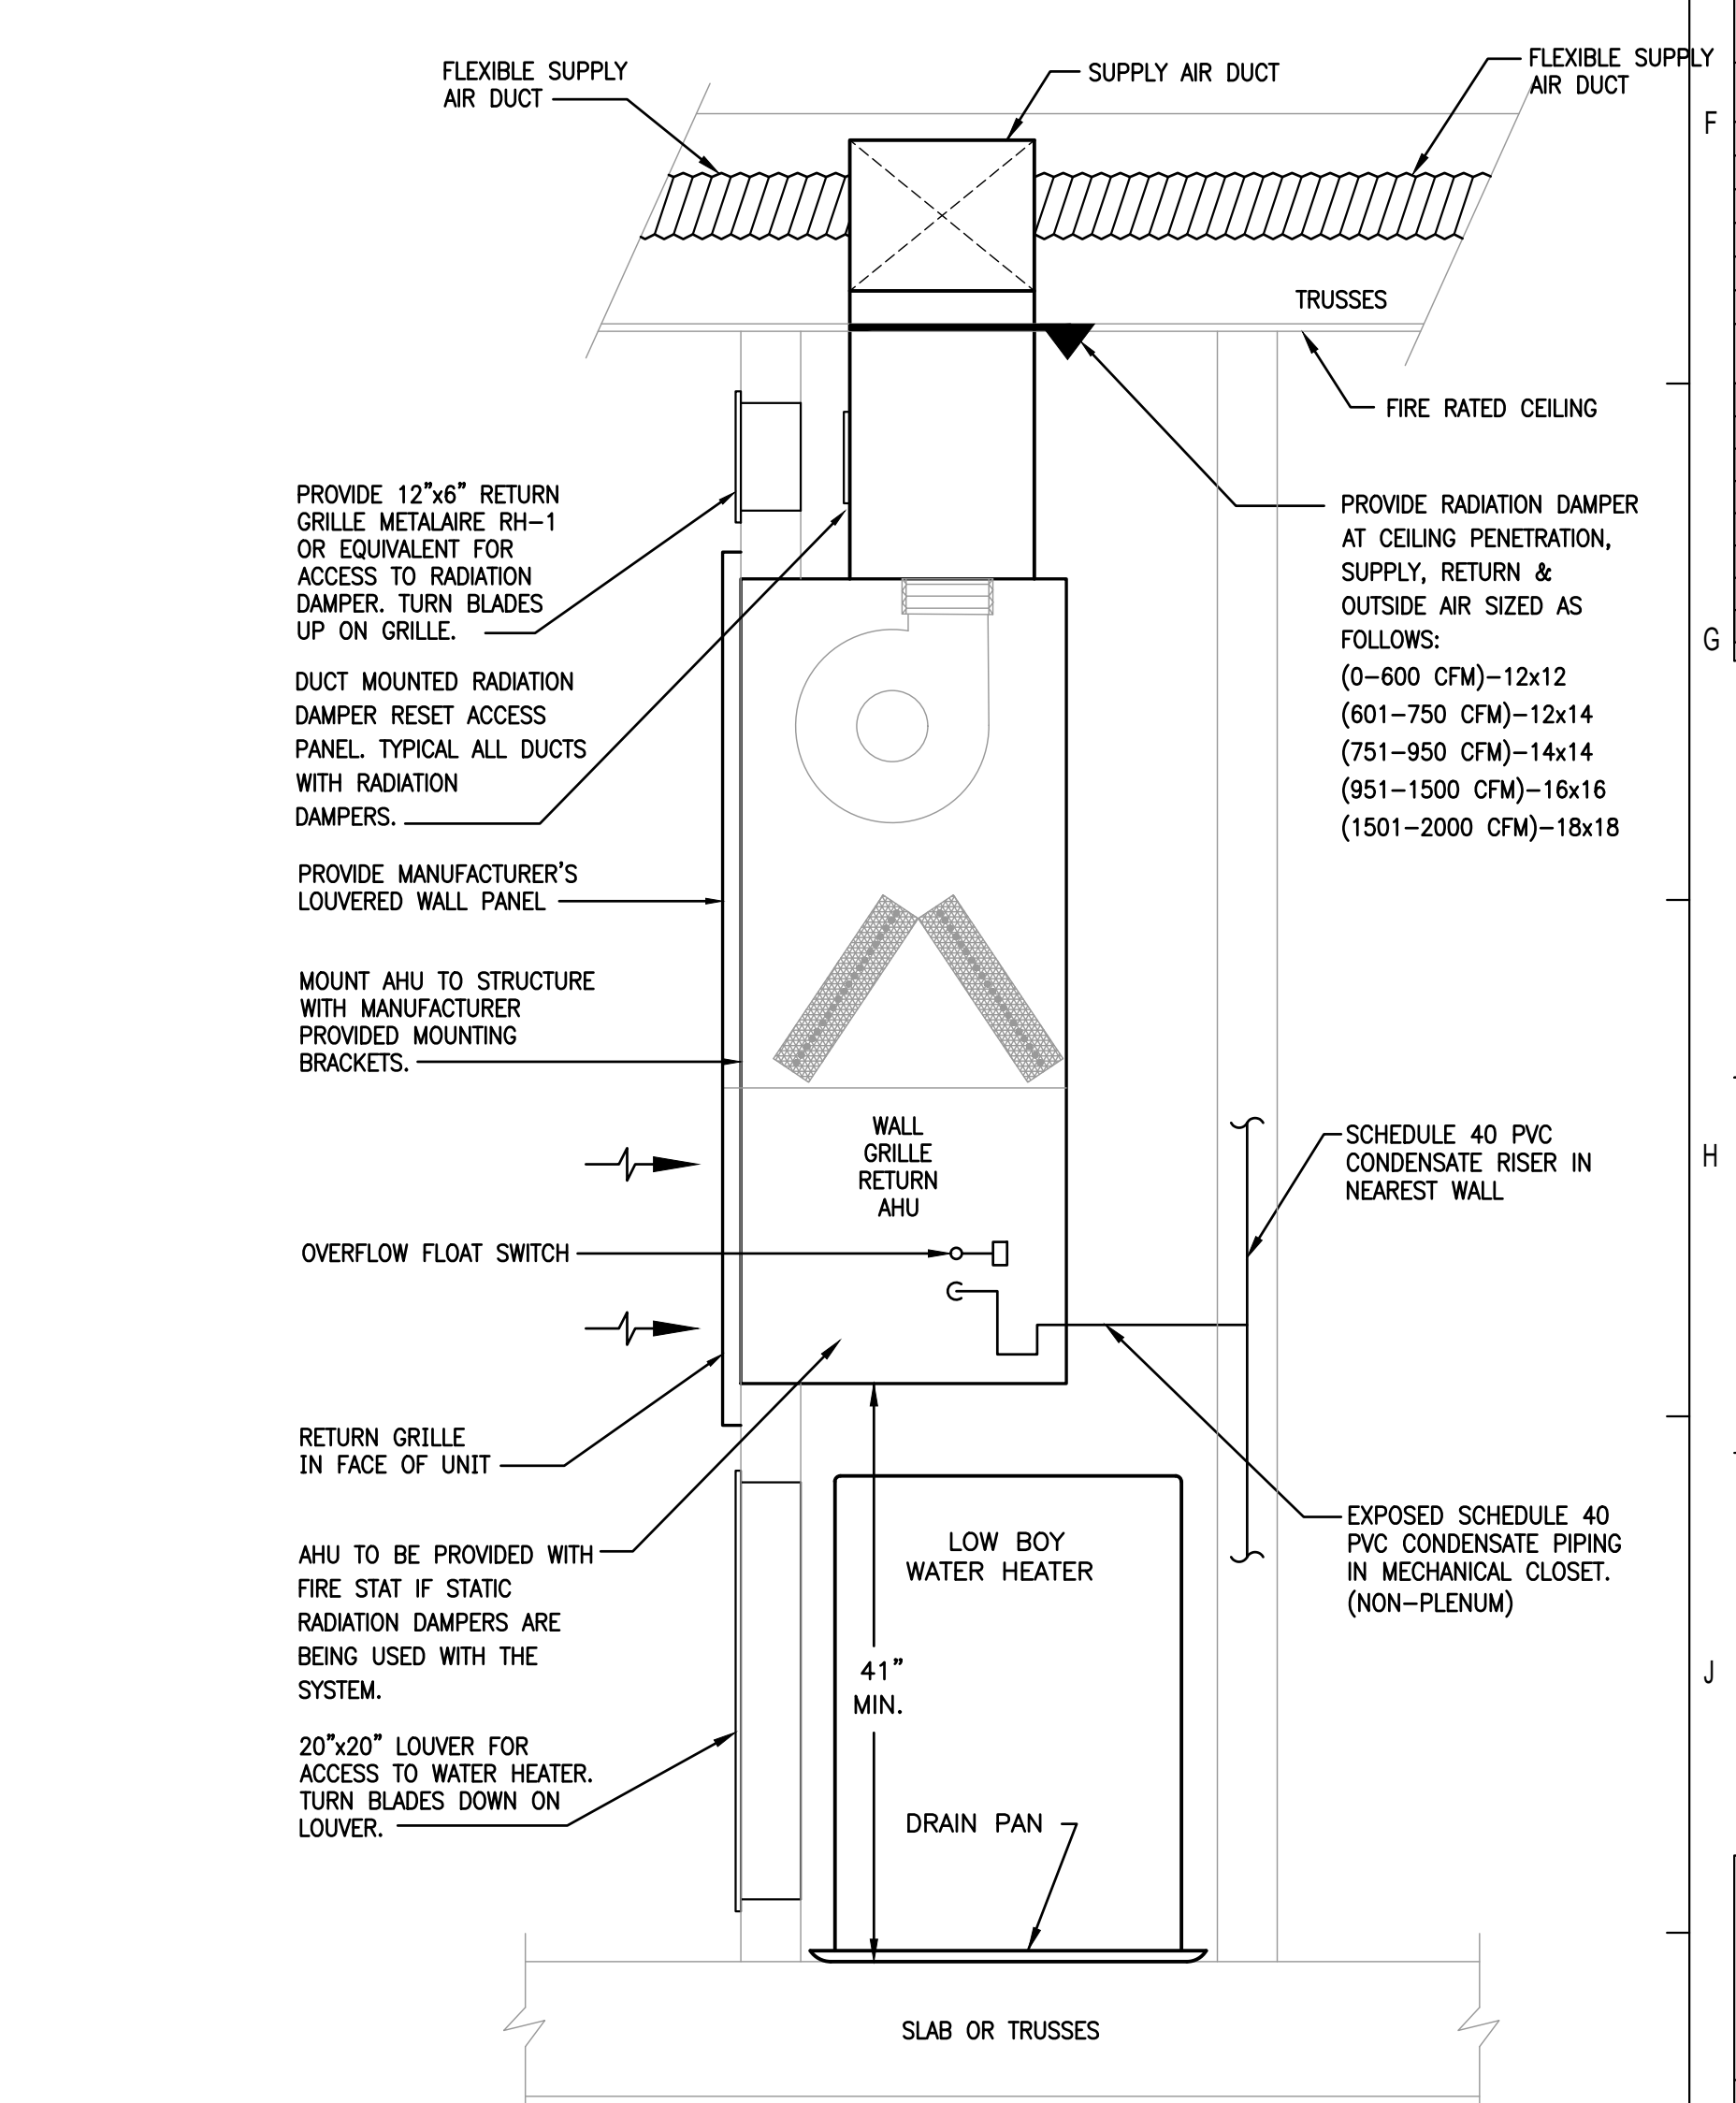 FLEXIBLE SUPPLY
AIR DUCT
SUPPLY AIR DUCT
FLEXIBLE SUPPLY
AIR DUCT
F
TRUSSES
FIRE RATED CEILING
PROVIDE 12"x6" RETURN
GRILLE METALAIRE RH-1
OR EQUIVALENT FOR
ACCESS TO RADIATION
DAMPER. TURN BLADES
UP ON GRILLE.
PROVIDE RADIATION DAMPER
AT CEILING PENETRATION,
SUPPLY, RETURN &
OUTSIDE AIR SIZED AS
FOLLOWS:
(0-600 CFM)-12x12
(601-750 CFM)-12x14
(751-950 CFM)-14x14
(951-1500 CFM)-16x16
(1501-2000 CFM)-18x18
G
DUCT MOUNTED RADIATION
DAMPER RESET ACCESS
PANEL. TYPICAL ALL DUCTS
WITH RADIATION
DAMPERS.
PROVIDE MANUFACTURER'S
LOUVERED WALL PANEL
MOUNT AHU TO STRUCTURE
WITH MANUFACTURER
PROVIDED MOUNTING
BRACKETS.
WALL
GRILLE
RETURN
AHU
SCHEDULE 40 PVC
CONDENSATE RISER IN
NEAREST WALL
H
OVERFLOW FLOAT SWITCH
RETURN GRILLE
IN FACE OF UNIT
AHU TO BE PROVIDED WITH
FIRE STAT IF STATIC
RADIATION DAMPERS ARE
BEING USED WITH THE
SYSTEM.
LOW BOY
WATER HEATER
EXPOSED SCHEDULE 40
PVC CONDENSATE PIPING
IN MECHANICAL CLOSET.
(NON-PLENUM)
41"
MIN.
J
20"x20" LOUVER FOR
ACCESS TO WATER HEATER.
TURN BLADES DOWN ON
LOUVER.
DRAIN PAN
SLAB OR TRUSSES